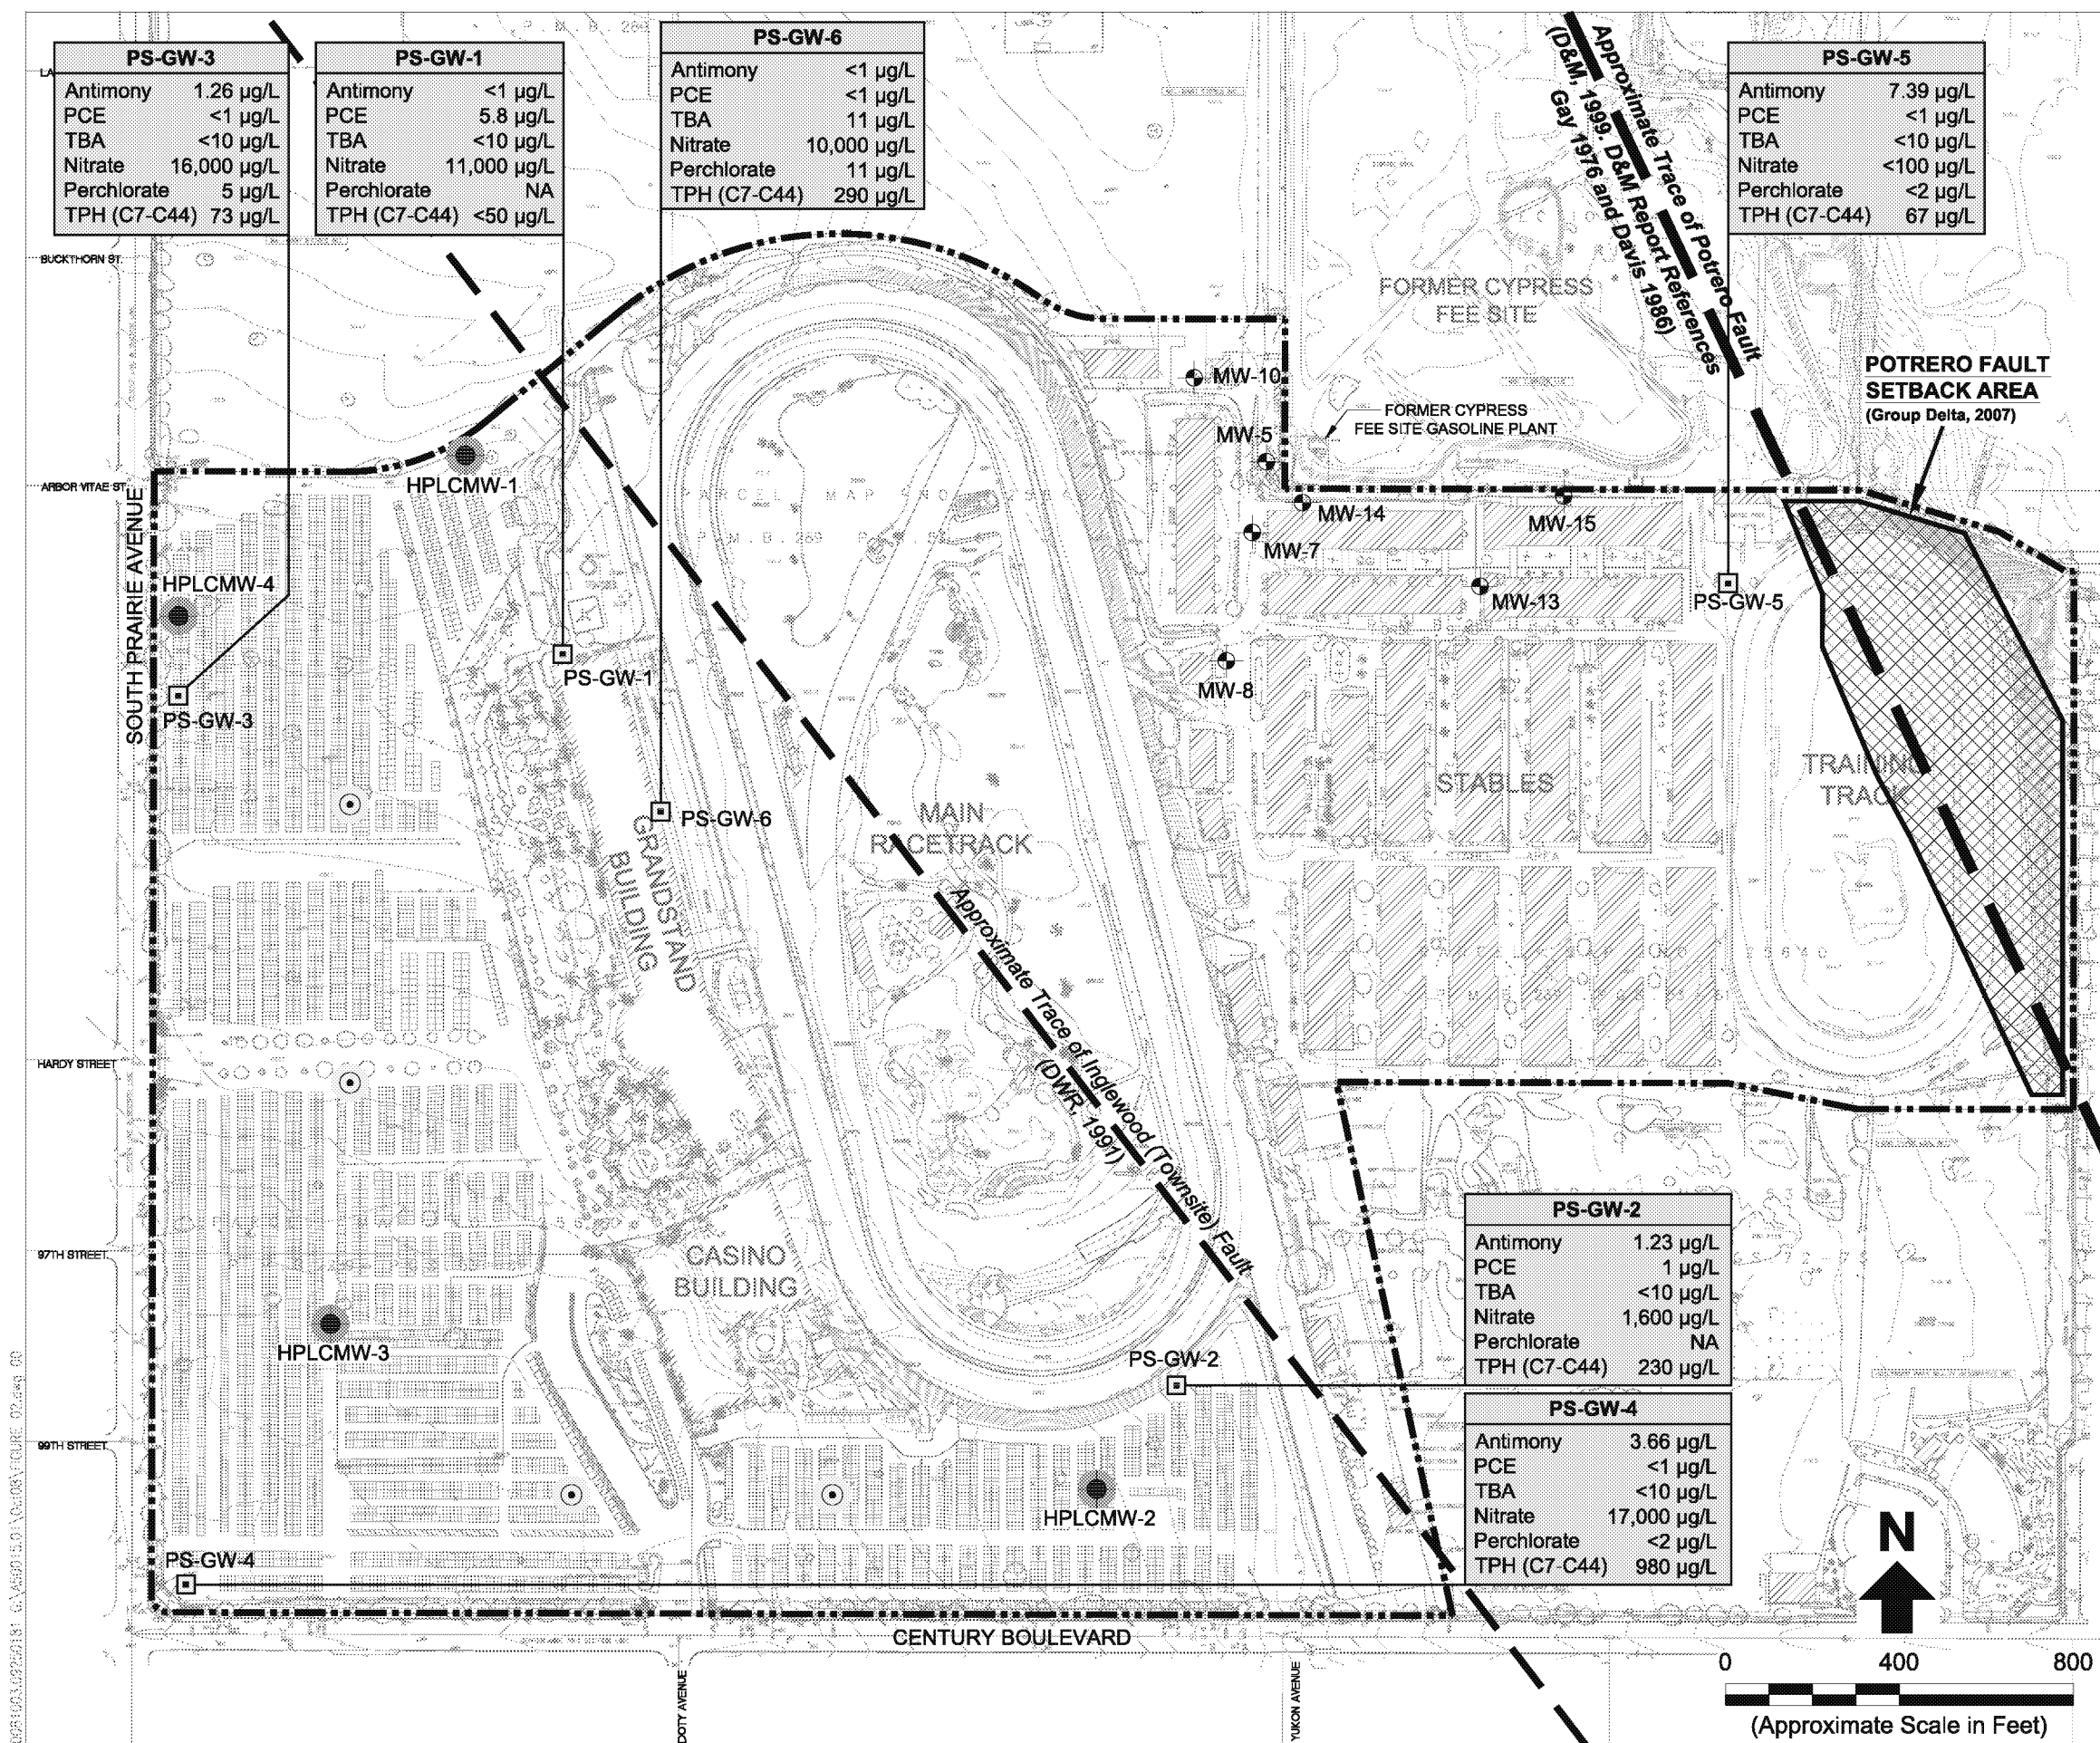 PS-GW-3
Antimony 1.26 µg/L
PCE <1 µg/L
TBA <10 µg/L
Nitrate 16,000 µg/L
Perchlorate 5 µg/L
TPH (C7-C44) 73 µg/L
PS-GW-1
Antimony <1 µg/L
PCE 5.8 µg/L
TBA <10 µg/L
Nitrate 11,000 µg/L
Perchlorate NA
TPH (C7-C44) <50 µg/L
PS-GW-6
Antimony <1 µg/L
PCE <1 µg/L
TBA 11 µg/L
Nitrate 10,000 µg/L
Perchlorate 11 µg/L
TPH (C7-C44) 290 µg/L
Approximate Trace of Potrero Fault
(D&M, 1999. D&M Report References
Gay 1976 and Davis 1986)
PS-GW-5
Antimony 7.39 µg/L
PCE <1 µg/L
TBA <10 µg/L
Nitrate <100 µg/L
Perchlorate <2 µg/L
TPH (C7-C44) 67 µg/L
BUCKTHORN ST.
FORMER CYPRESS
FEE SITE
POTRERO FAULT
SETBACK AREA
(Group Delta, 2007)
MW-10
FORMER CYPRESS
FEE SITE GASOLINE PLANT
MW-5
ARBOR VITAE ST
HPLCMW-1
PARCEL MAP NO.
P.M.B. 269
MW-14
MW-15
MW-7
SOUTH PRAIRIE AVENUE
HPLCMW-4
MW-13
PS-GW-5
PS-GW-1
MW-8
PS-GW-3
TRAINING
TRACK
STABLES
PS-GW-6
MAIN
RACETRACK
GRANDSTAND
BUILDING
Approximate Trace of Inglewood (Townsite) Fault
(DWR, 1991)
HARDY STREET
PS-GW-2
Antimony 1.23 µg/L
PCE 1 µg/L
TBA <10 µg/L
Nitrate 1,600 µg/L
Perchlorate NA
TPH (C7-C44) 230 µg/L
97TH STREET
CASINO
BUILDING
HPLCMW-3
PS-GW-2
PS-GW-4
Antimony 3.66 µg/L
PCE <1 µg/L
TBA <10 µg/L
Nitrate 17,000 µg/L
Perchlorate <2 µg/L
TPH (C7-C44) 980 µg/L
99TH STREET
HPLCMW-2
N
PS-GW-4
CENTURY BOULEVARD
DOTY AVENUE
YUKON AVENUE
0 400 800
(Approximate Scale in Feet)